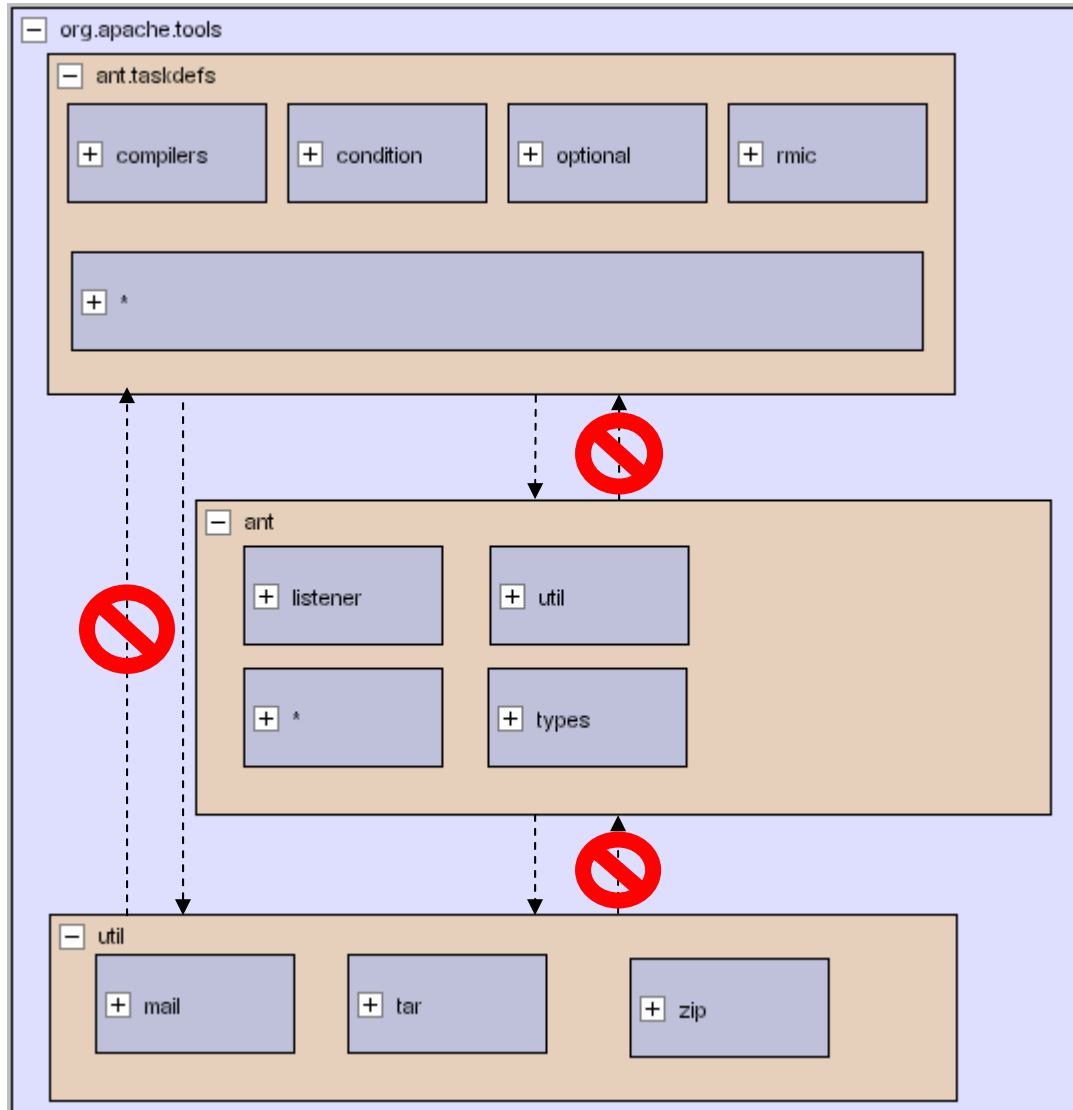 org.apache.tools
ant.taskdefs
compilers
condition
optional
rmic
*
ant
listener
util
*
types
util
mail
tar
zip